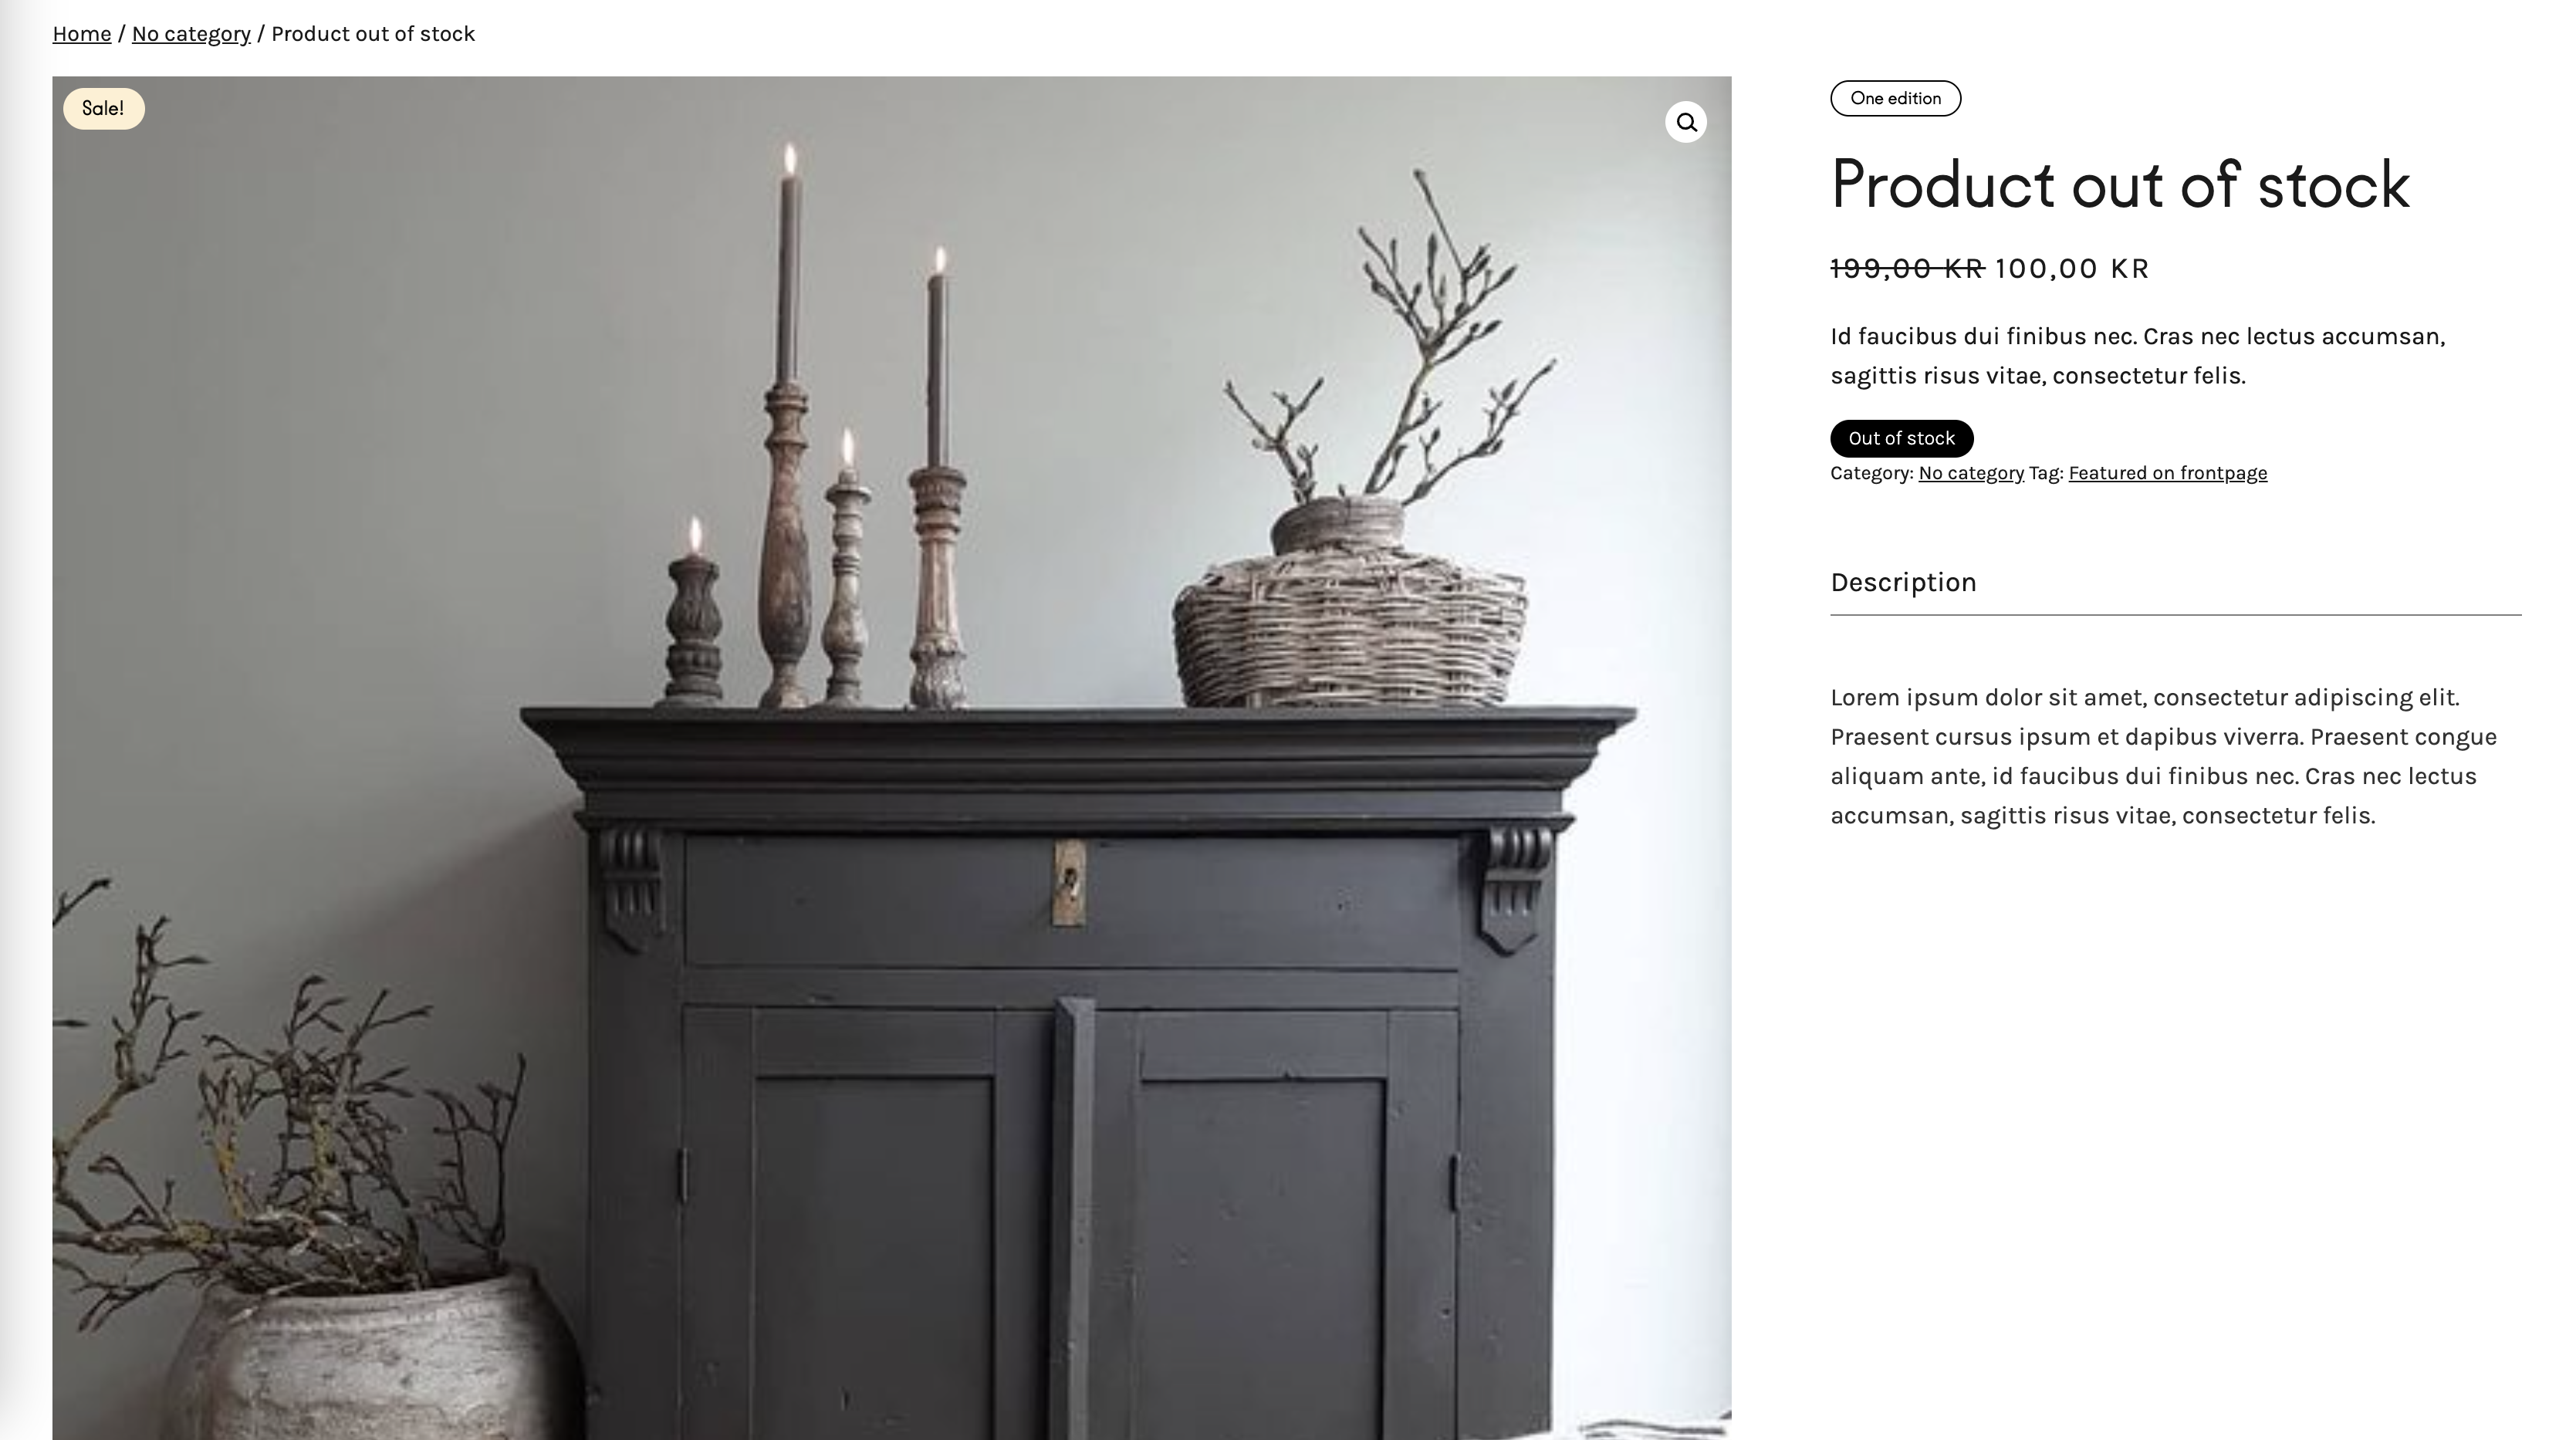 Home / No category / Product out of stock
Sale!
One edition
Product out of stock
199,00 KR 100,00 KR
Id faucibus dui finibus nec. Cras nec lectus accumsan,
sagittis risus vitae, consectetur felis.
Out of stock
Category: No category Tag: Featured on frontpage
Description
Lorem ipsum dolor sit amet, consectetur adipiscing elit.
Praesent cursus ipsum et dapibus viverra. Praesent congue
aliquam ante, id faucibus dui finibus nec. Cras nec lectus
accumsan, sagittis risus vitae, consectetur felis.